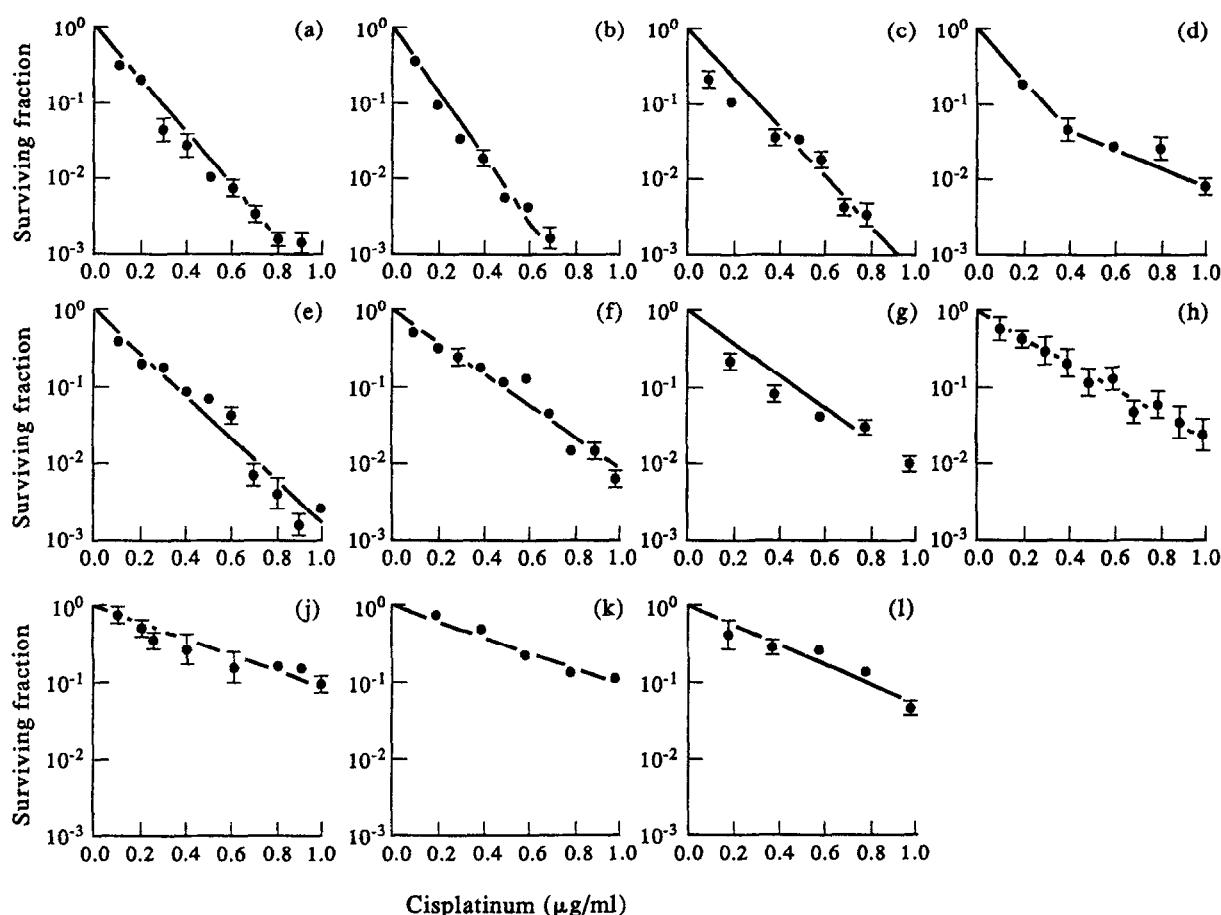 (a) (b) (c) (d)
Surviving fraction
10⁰ 10⁰ 10⁰ 10⁰
10⁻¹ 10⁻¹ 10⁻¹ 10⁻¹
10⁻² 10⁻² 10⁻² 10⁻²
10⁻³ 10⁻³ 10⁻³ 10⁻³
0.0 0.2 0.4 0.6 0.8 1.0 0.0 0.2 0.4 0.6 0.8 1.0 0.0 0.2 0.4 0.6 0.8 1.0 0.0 0.2 0.4 0.6 0.8 1.0
(e) (f) (g) (h)
Surviving fraction
10⁰ 10⁰ 10⁰ 10⁰
10⁻¹ 10⁻¹ 10⁻¹ 10⁻¹
10⁻² 10⁻² 10⁻² 10⁻²
10⁻³ 10⁻³ 10⁻³ 10⁻³
0.0 0.2 0.4 0.6 0.8 1.0 0.0 0.2 0.4 0.6 0.8 1.0 0.0 0.2 0.4 0.6 0.8 1.0 0.0 0.2 0.4 0.6 0.8 1.0
(j) (k) (l)
Surviving fraction
10⁰ 10⁰ 10⁰
10⁻¹ 10⁻¹ 10⁻¹
10⁻² 10⁻² 10⁻²
10⁻³ 10⁻³ 10⁻³
0.0 0.2 0.4 0.6 0.8 1.0 0.0 0.2 0.4 0.6 0.8 1.0 0.0 0.2 0.4 0.6 0.8 1.0
Cisplatinum (μg/ml)